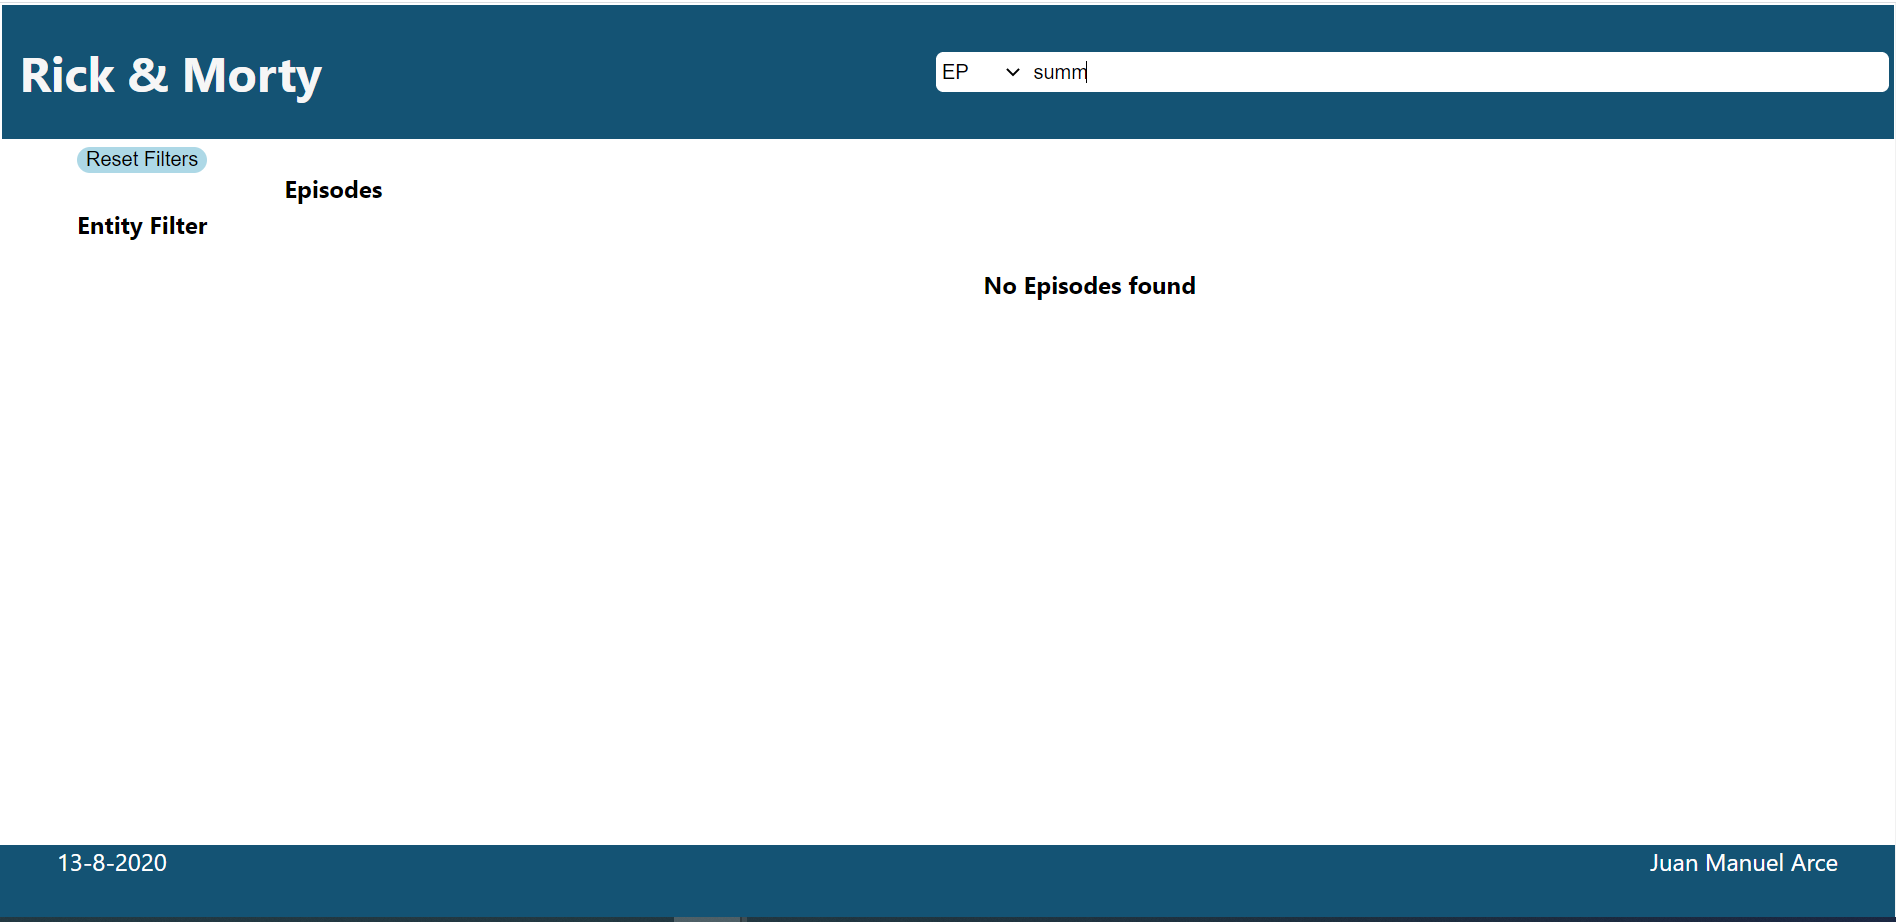 Rick & Morty
EP summ
Reset Filters
Episodes
Entity Filter
No Episodes found
13-8-2020
Juan Manuel Arce